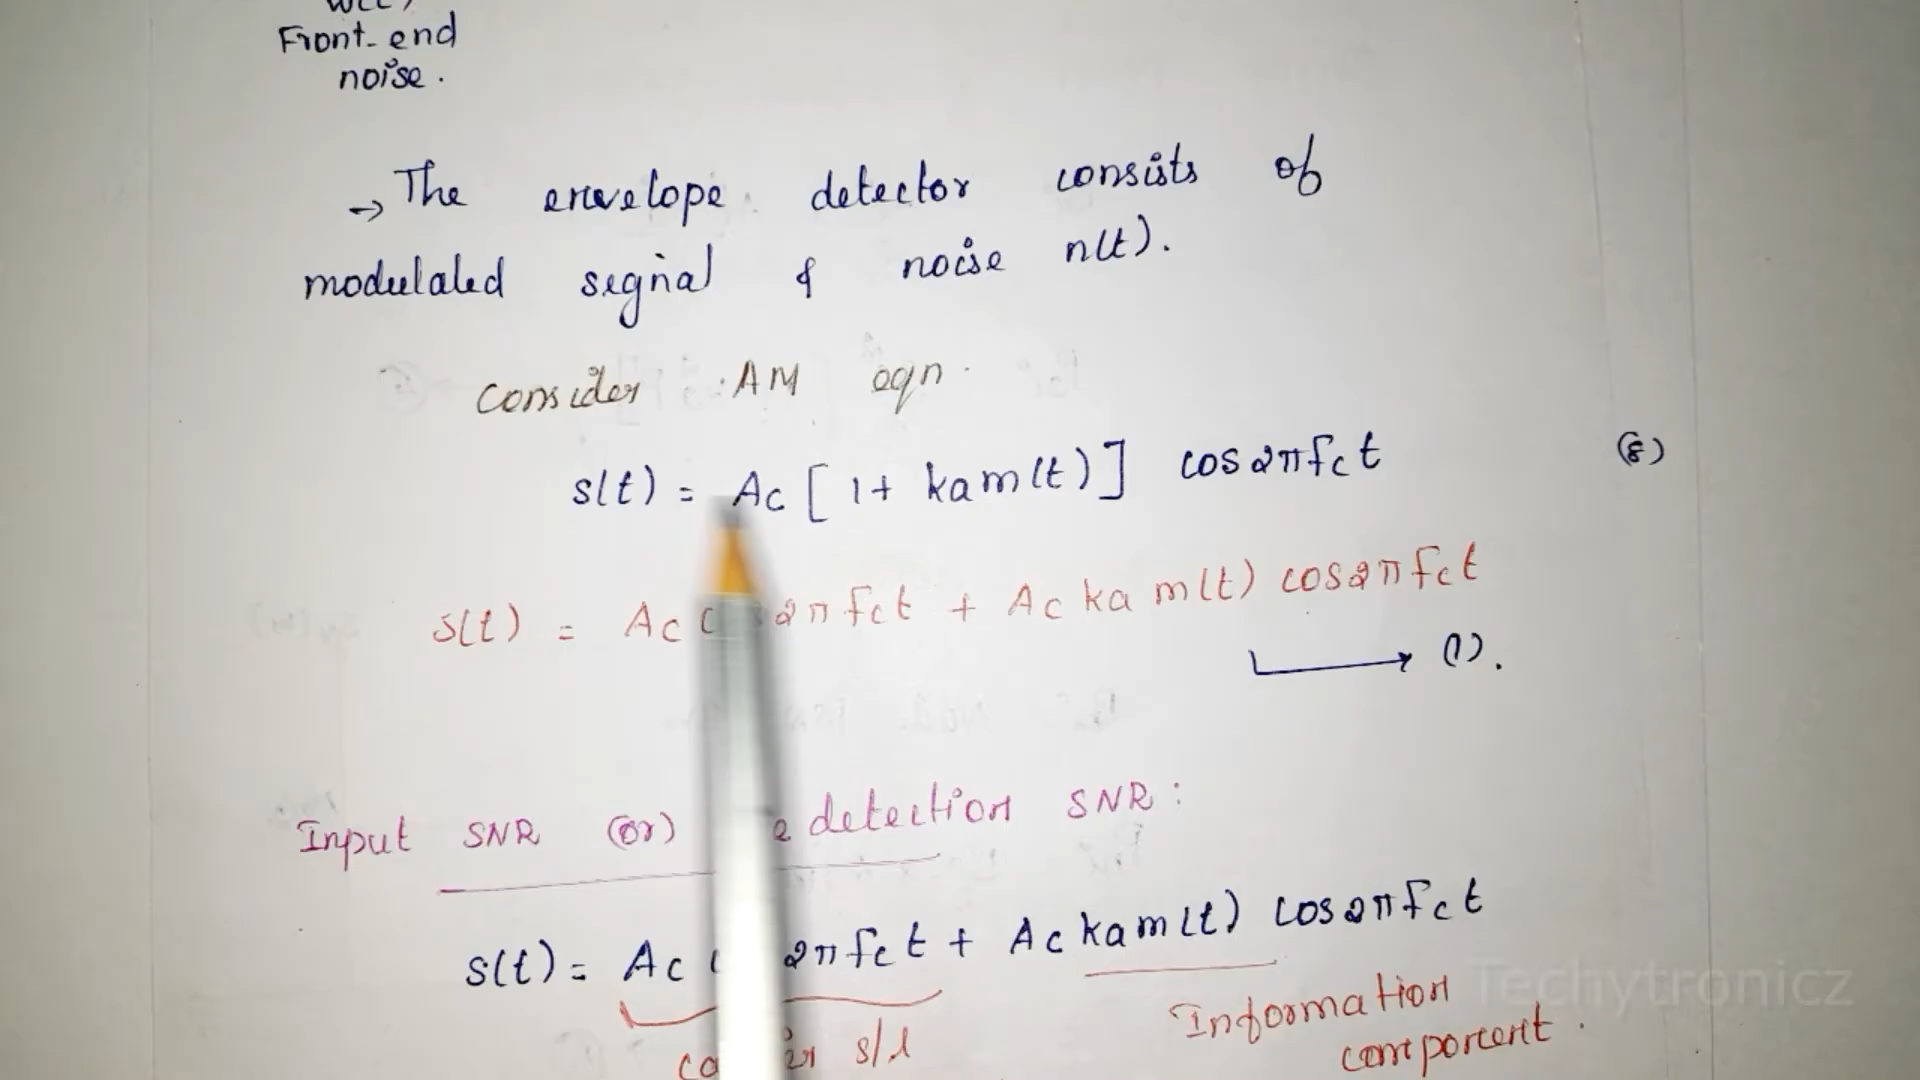 Front-end
noise.
→ The envelope detector consists of
modulated signal & noise n(t).
Consider AM eqn.
s(t) = Ac [1 + kam(t)] cos2πfct
s(t) = Ac 2πfct + Ac ka m(t) cos2πfct
→ (1).
Input SNR (or) detection SNR:
s(t) = Ac 2πfct + Ac kam(t) cos2πfct
Techytronicz
s/l
Information
component.